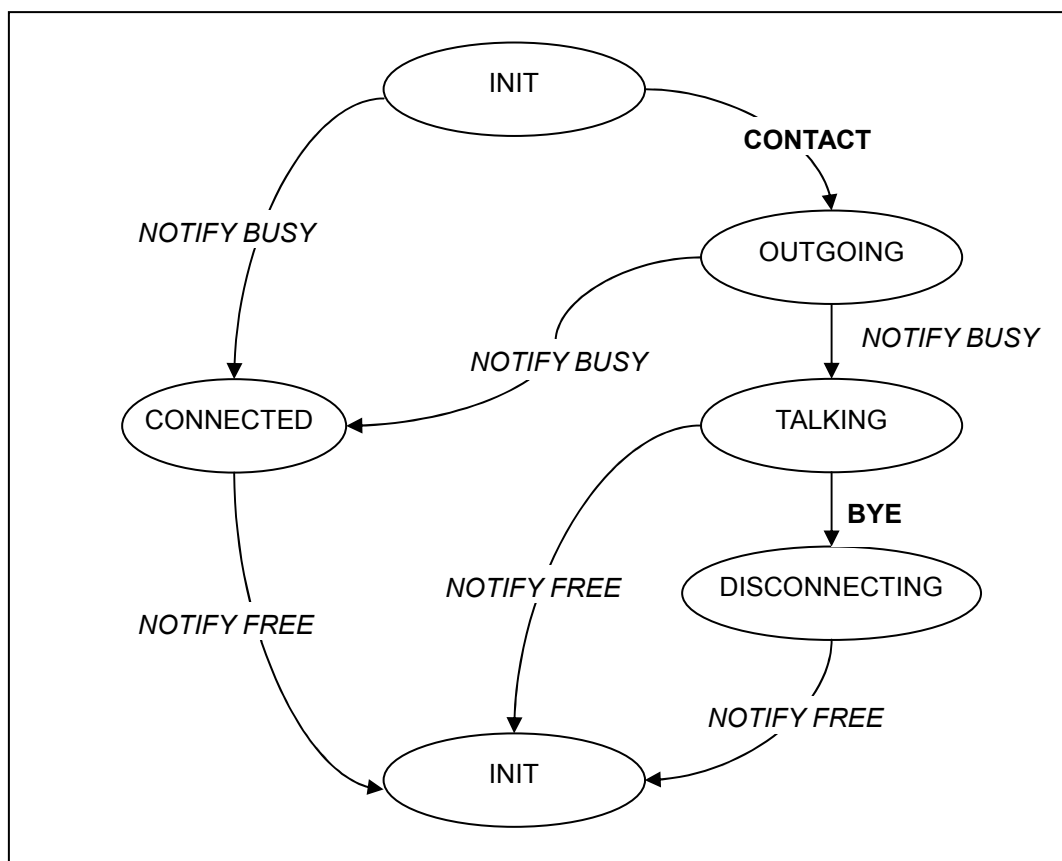 INIT
CONTACT
NOTIFY BUSY
OUTGOING
NOTIFY BUSY
NOTIFY BUSY
CONNECTED
TALKING
BYE
NOTIFY FREE
DISCONNECTING
NOTIFY FREE
NOTIFY FREE
INIT